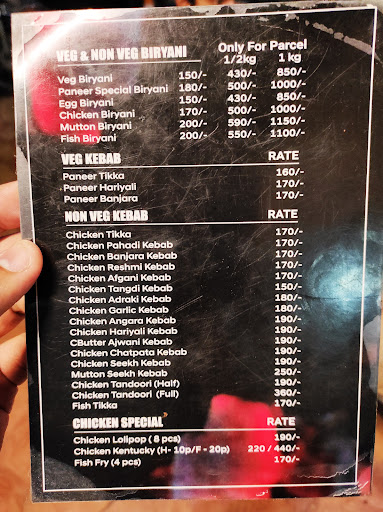 VEG & NON VEG BIRYANI Only For Parcel
1/2kg 1 kg
Veg Biryani 150/- 430/- 850/-
Paneer Special Biryani 180/- 500/- 1000/-
Egg Biryani 150/- 430/- 850/-
Chicken Biryani 170/- 500/- 1000/-
Mutton Biryani 200/- 590/- 1150/-
Fish Biryani 200/- 550/- 1100/-
VEG KEBAB RATE
Paneer Tikka 160/-
Paneer Hariyali 170/-
Paneer Banjara 170/-
NON VEG KEBAB RATE
Chicken Tikka 170/-
Chicken Pahadi Kebab 170/-
Chicken Banjara Kebab 170/-
Chicken Reshmi Kebab 170/-
Chicken Afgani Kebab 170/-
Chicken Tangdi Kebab 150/-
Chicken Adraki Kebab 180/-
Chicken Garlic Kebab 180/-
Chicken Angara Kebab 190/-
Chicken Hariyali Kebab 190/-
CButter Ajwani Kebab 190/-
Chicken Chatpata Kebab 190/-
Chicken Seekh Kebab 190/-
Mutton Seekh Kebab 250/-
Chicken Tandoori (Half) 190/-
Chicken Tandoori (Full) 360/-
Fish Tikka 170/-
CHICKEN SPECIAL RATE
Chicken Lolipop ( 8 pcs) 190/-
Chicken Kentucky (H- 10p/F - 20p) 220 / 440/-
Fish Fry (4 pcs) 170/-